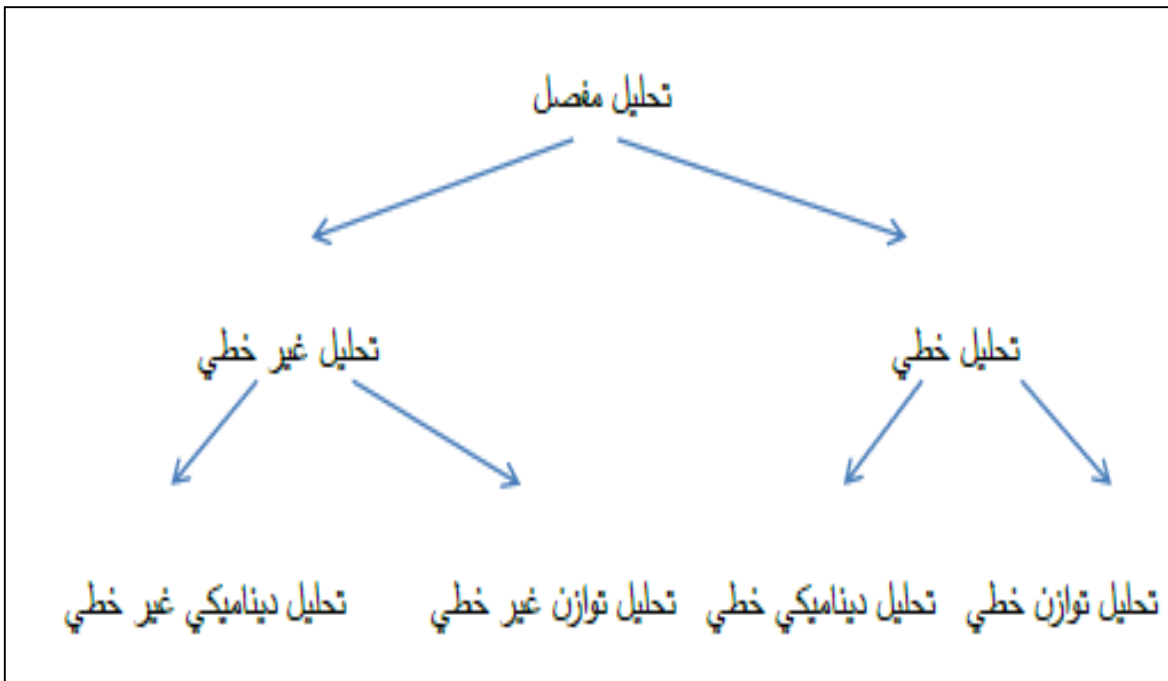 تحليل مفصل
تحليل خطي
تحليل غير خطي
تحليل توازن خطي
تحليل ديناميكي خطي
تحليل توازن غير خطي
تحليل ديناميكي غير خطي